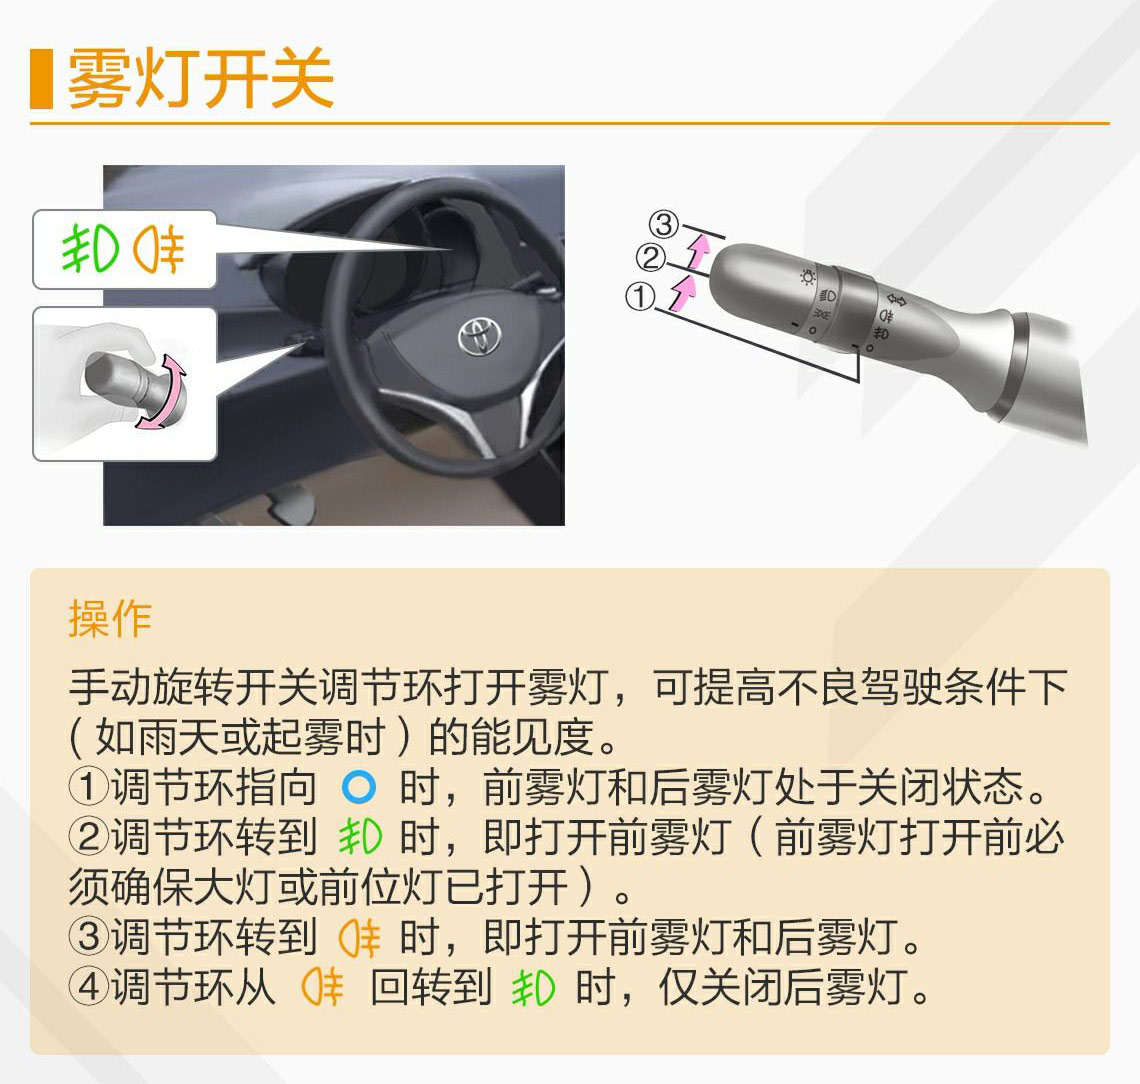 雾灯开关
③
②
①
操作
手动旋转开关调节环打开雾灯，可提高不良驾驶条件下
（如雨天或起雾时）的能见度。
①调节环指向 时，前雾灯和后雾灯处于关闭状态。
②调节环转到 时，即打开前雾灯（前雾灯打开前必
须确保大灯或前位灯已打开）。
③调节环转到 时，即打开前雾灯和后雾灯。
④调节环从 回转到 时，仅关闭后雾灯。